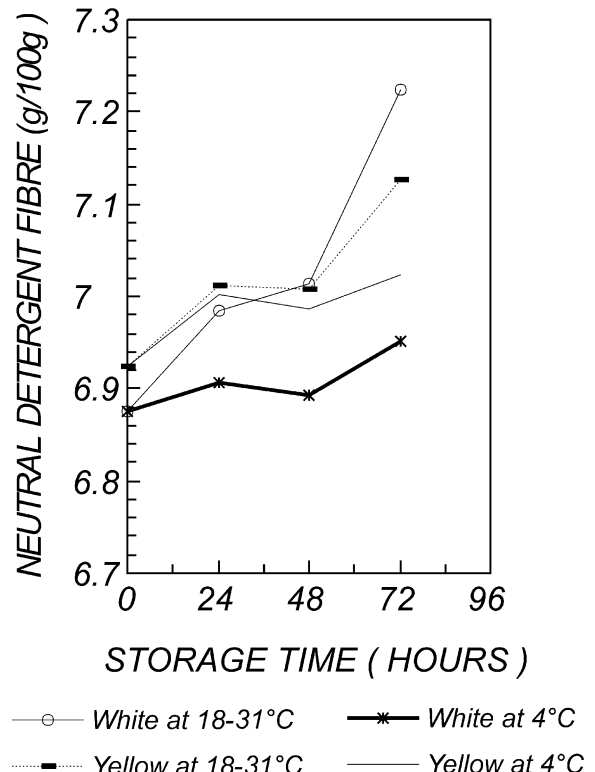 NEUTRAL DETERGENT FIBRE (g/100g )
7.3
7.2
7.1
7
6.9
6.8
6.7
0 24 48 72 96
STORAGE TIME ( HOURS )
White at 18-31°C White at 4°C
Yellow at 18-31°C Yellow at 4°C